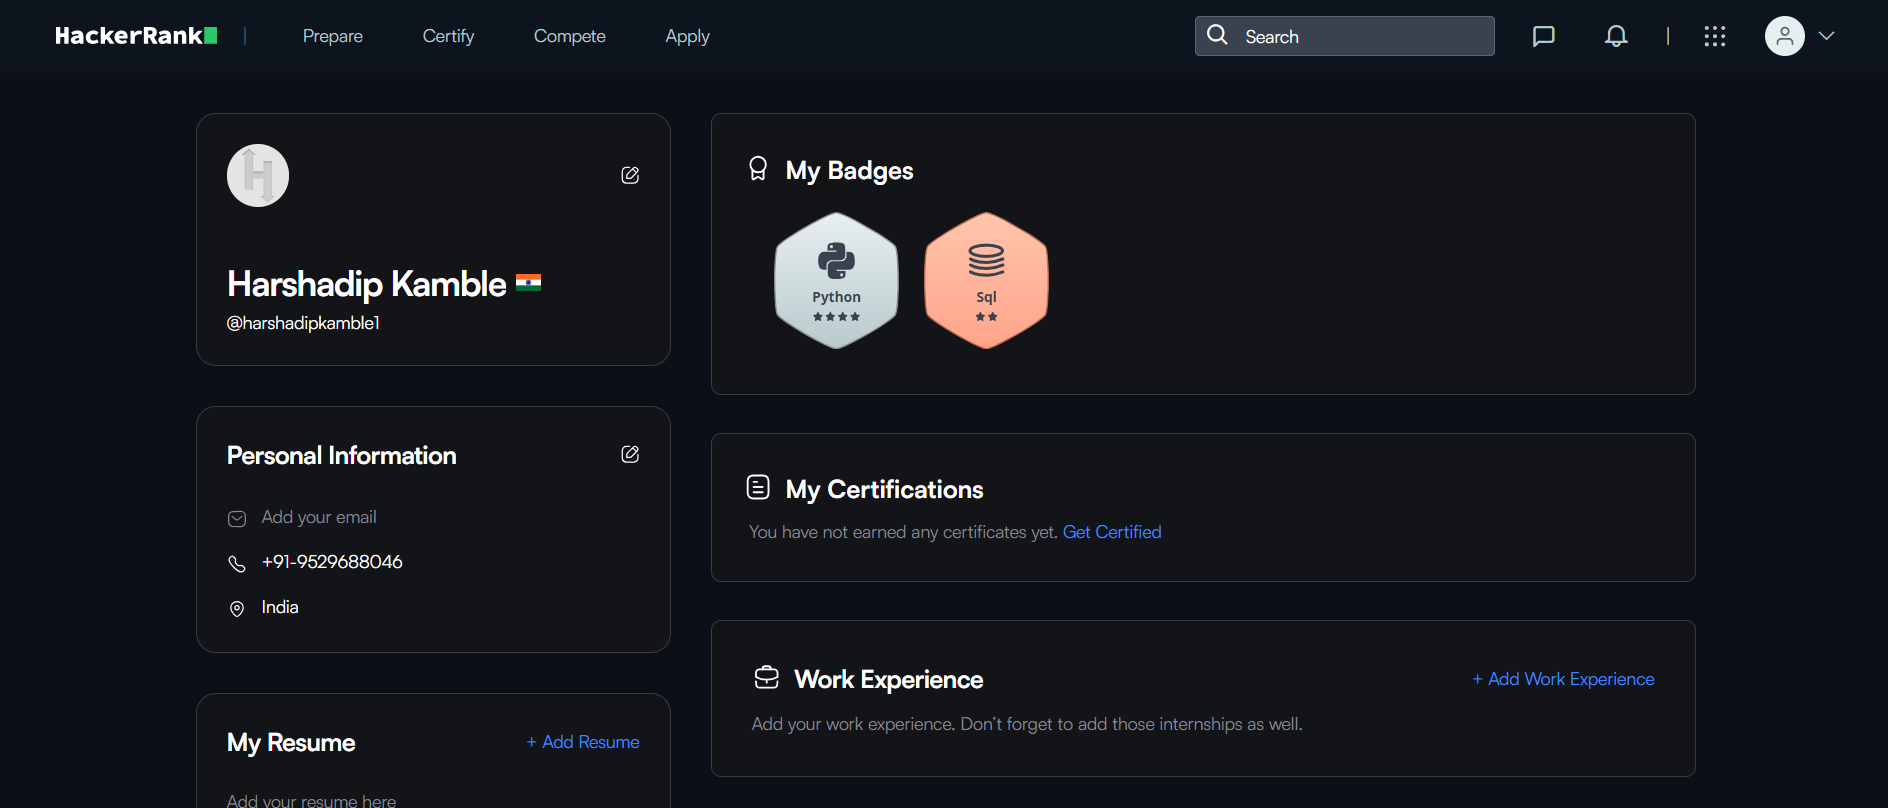 HackerRank
Prepare
Certify
Compete
Apply
Search
Harshadip Kamble
@harshadipkamble1
Personal Information
Add your email
+91-9529688046
India
My Resume
+ Add Resume
Add your resume here
My Badges
Python
Sql
My Certifications
You have not earned any certificates yet. Get Certified
Work Experience
+ Add Work Experience
Add your work experience. Don't forget to add those internships as well.